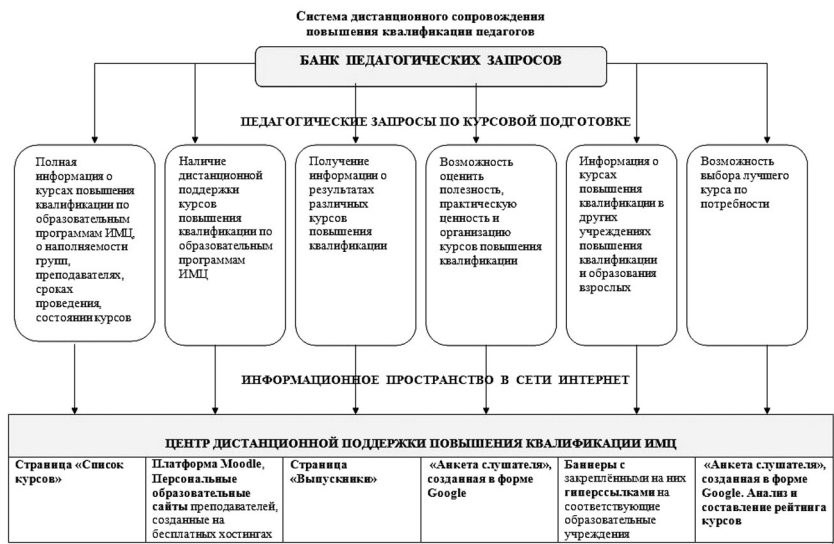 Система дистанционного сопровождения
повышения квалификации педагогов
БАНК ПЕДАГОГИЧЕСКИХ ЗАПРОСОВ
ПЕДАГОГИЧЕСКИЕ ЗАПРОСЫ ПО КУРСОВОЙ ПОДГОТОВКЕ
Полная
информация о
курсах повышения
квалификации по
образовательным
программам ИМЦ,
о наполняемости
групп,
преподавателях,
сроках
проведения,
состоянии курсов
Наличие
дистанционной
поддержки
курсов
повышения
квалификации по
образовательным
программам
ИМЦ
Получение
информации о
результатах
различных
курсов
повышения
квалификации
Возможность
оценить
полезность,
практическую
ценность и
организацию
курсов повышения
квалификации
Информация о
курсах
повышения
квалификации в
других
учреждениях
повышения
квалификации
и образования
взрослых
Возможность
выбора лучшего
курса по
потребности
ИНФОРМАЦИОННОЕ ПРОСТРАНСТВО В СЕТИ ИНТЕРНЕТ
ЦЕНТР ДИСТАНЦИОННОЙ ПОДДЕРЖКИ ПОВЫШЕНИЯ КВАЛИФИКАЦИИ ИМЦ
Страница «Список
курсов»
Платформа Moodle,
Персональные
образовательные
сайты преподавателей,
созданные на
бесплатных хостингах
Страница
«Выпускники»
«Анкета слушателя»,
созданная в форме
Google
Баннеры с
закреплёнными на них
гиперссылками на
соответствующие
образовательные
учреждения
«Анкета слушателя»,
созданная в форме
Google. Анализ и
составление рейтинга
курсов